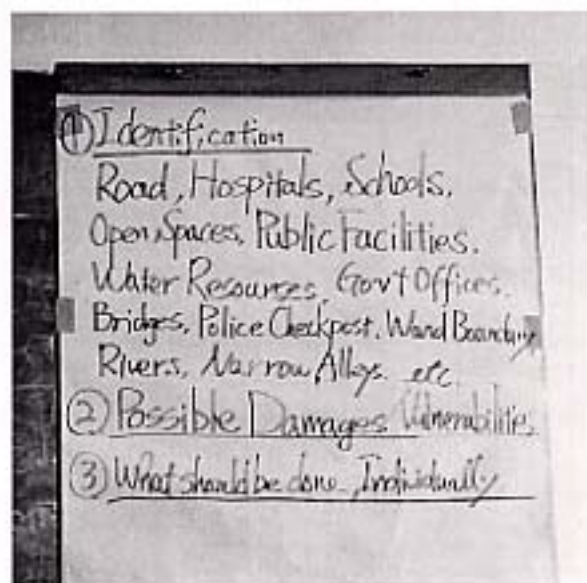 ① Identification
Road, Hospitals, Schools.
Open Spaces, Public Facilities.
Water Resourses, Gov't Offices.
Bridges, Police Checkpost, Ward Boundary
Rivers, Narrow Alleys. etc
② Possible Damages Vulnerabilities
③ What should be done, Individually